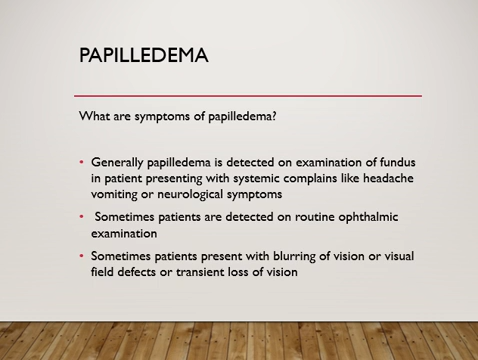 PAPILLEDEMA
What are symptoms of papilledema?
• Generally papilledema is detected on examination of fundus
in patient presenting with systemic complains like headache
vomiting or neurological symptoms
• Sometimes patients are detected on routine ophthalmic
examination
• Sometimes patients present with blurring of vision or visual
field defects or transient loss of vision